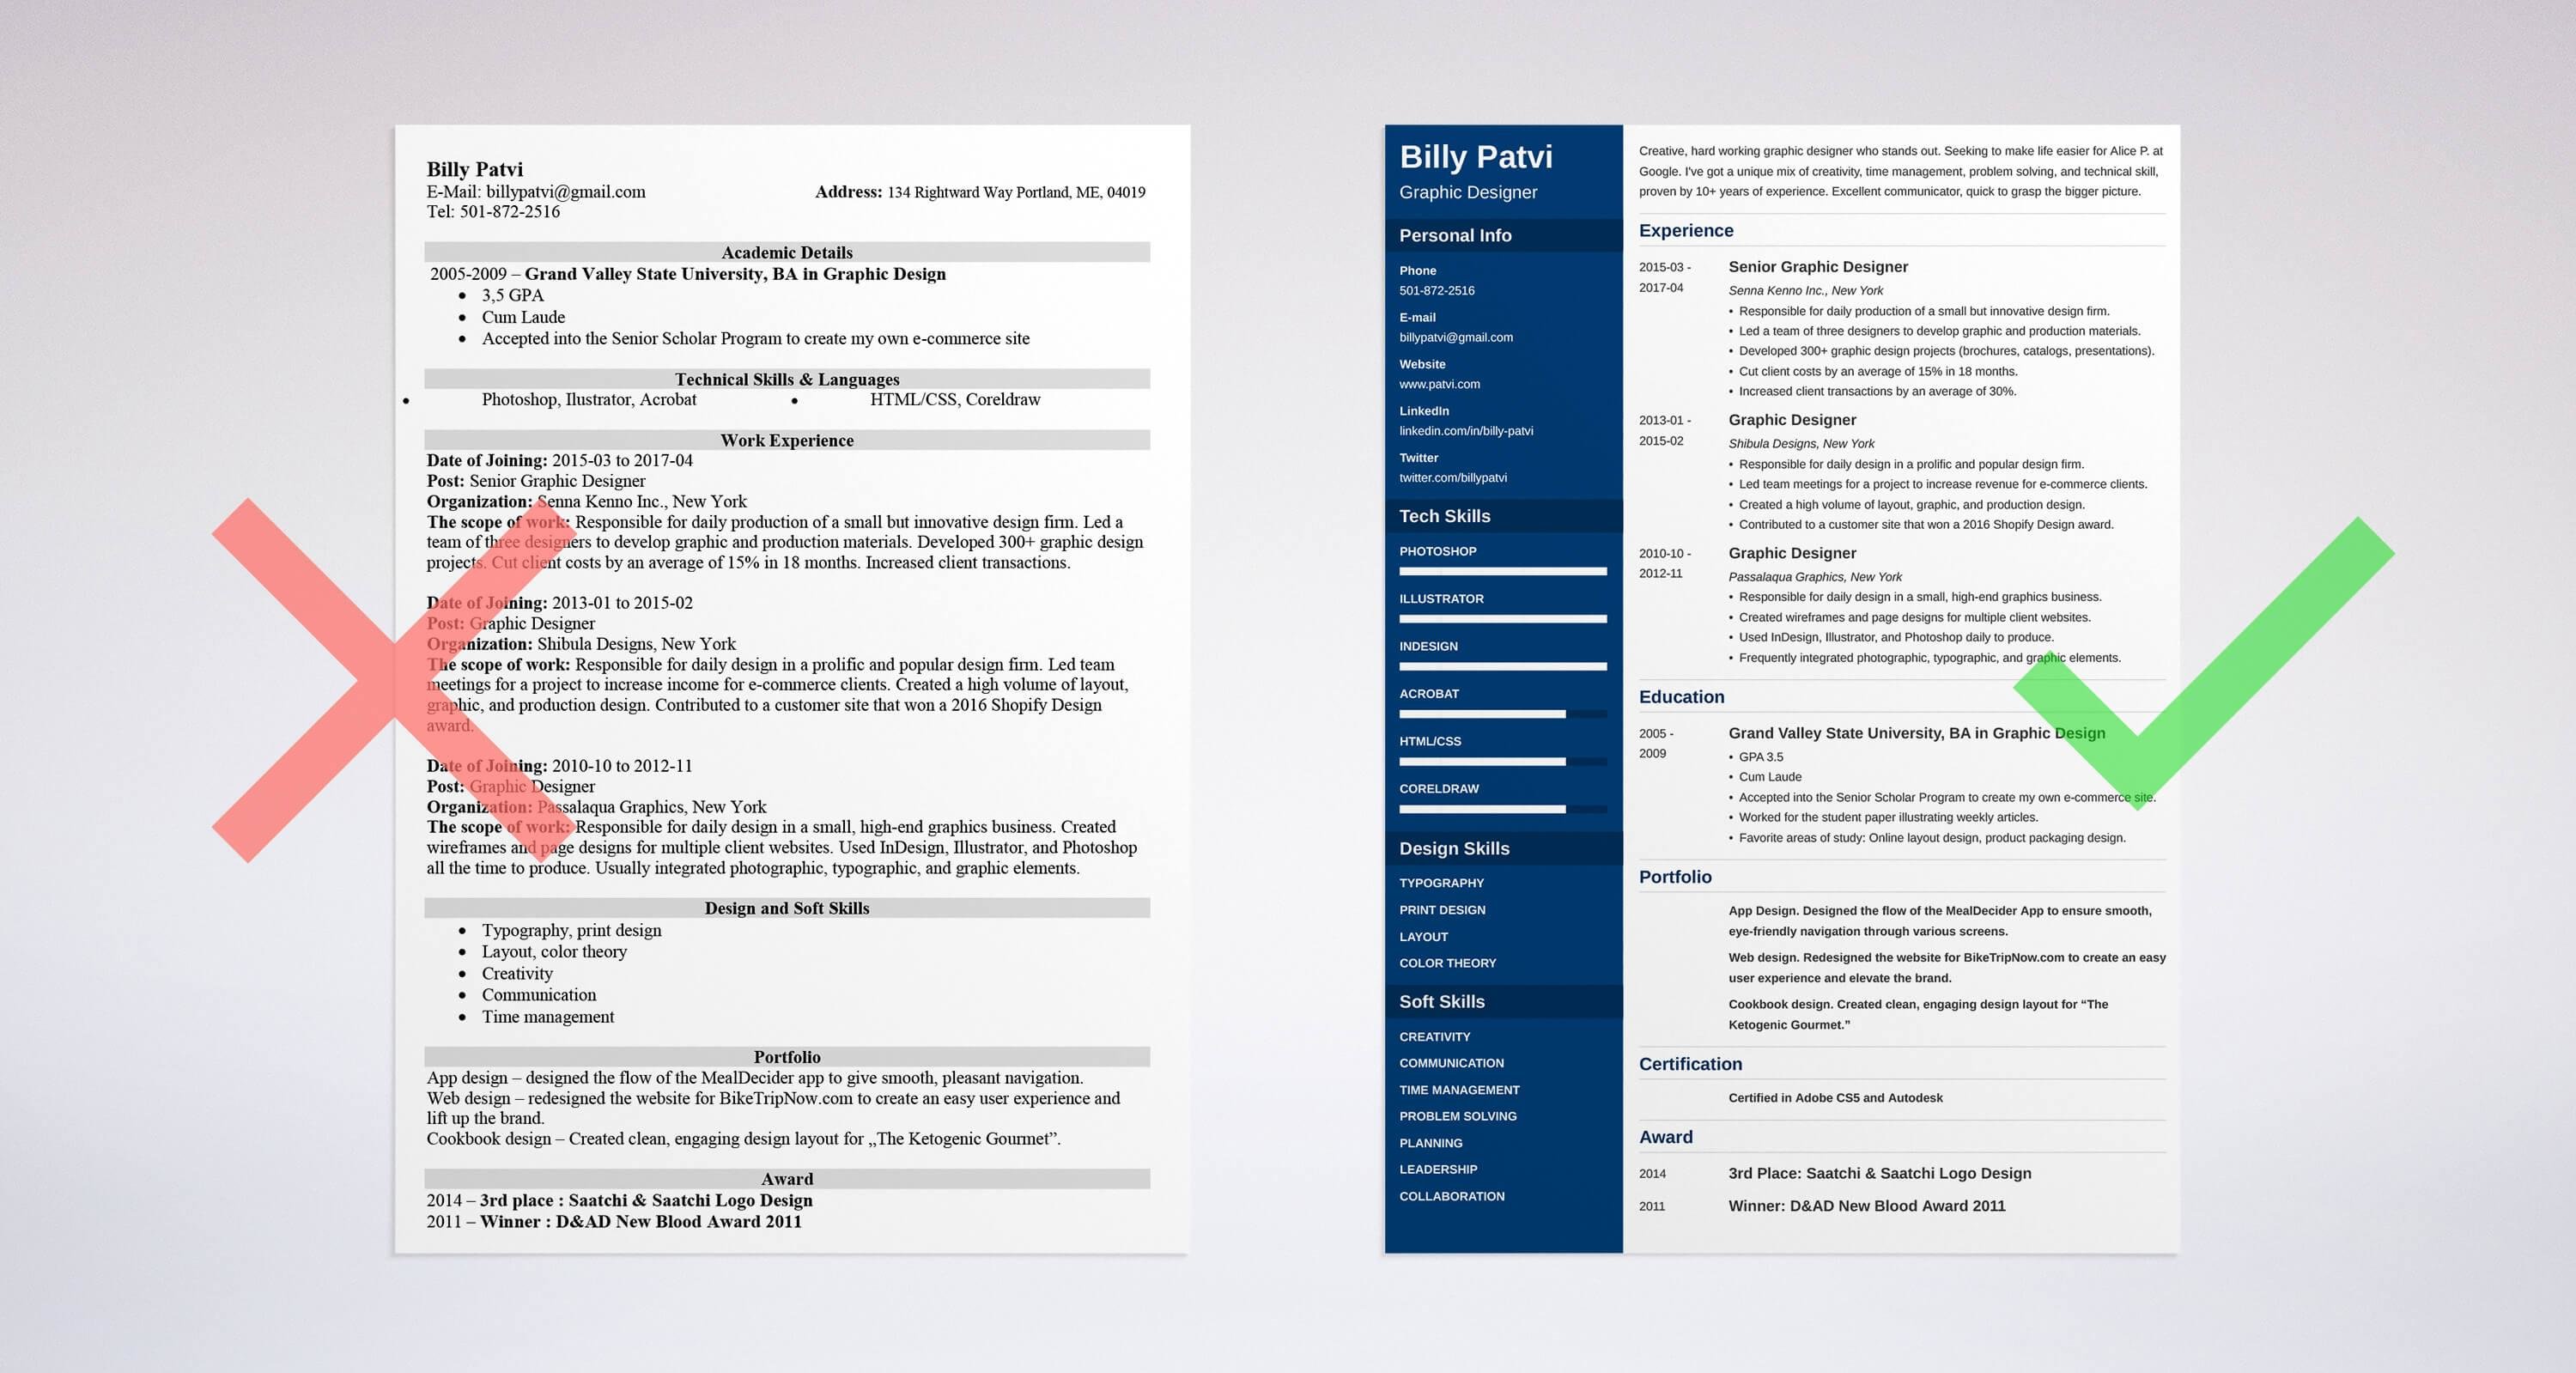 Billy Patvi
E-Mail: billypatvi@gmail.com
Address: 134 Rightward Way Portland, ME, 04019
Tel: 501-872-2516
Academic Details
2005-2009 – Grand Valley State University, BA in Graphic Design
• 3,5 GPA
• Cum Laude
• Accepted into the Senior Scholar Program to create my own e-commerce site
Technical Skills & Languages
• Photoshop, Ilustrator, Acrobat
• HTML/CSS, Coreldraw
Work Experience
Date of Joining: 2015-03 to 2017-04
Post: Senior Graphic Designer
Organization: Senna Kenno Inc., New York
The scope of work: Responsible for daily production of a small but innovative design firm. Led a
team of three designers to develop graphic and production materials. Developed 300+ graphic design
projects. Cut client costs by an average of 15% in 18 months. Increased client transactions.
Date of Joining: 2013-01 to 2015-02
Post: Graphic Designer
Organization: Shibula Designs, New York
The scope of work: Responsible for daily design in a prolific and popular design firm. Led team
meetings for a project to increase income for e-commerce clients. Created a high volume of layout,
graphic, and production design. Contributed to a customer site that won a 2016 Shopify Design
award.
Date of Joining: 2010-10 to 2012-11
Post: Graphic Designer
Organization: Passalaqua Graphics, New York
The scope of work: Responsible for daily design in a small, high-end graphics business. Created
wireframes and page designs for multiple client websites. Used InDesign, Illustrator, and Photoshop
all the time to produce. Usually integrated photographic, typographic, and graphic elements.
Design and Soft Skills
• Typography, print design
• Layout, color theory
• Creativity
• Communication
• Time management
Portfolio
App design – designed the flow of the MealDecider app to give smooth, pleasant navigation.
Web design – redesigned the website for BikeTripNow.com to create an easy user experience and
lift up the brand.
Cookbook design – Created clean, engaging design layout for „The Ketogenic Gourmet”.
Award
2014 – 3rd place : Saatchi & Saatchi Logo Design
2011 – Winner : D&AD New Blood Award 2011
Billy Patvi
Graphic Designer
Personal Info
Phone
501-872-2516
E-mail
billypatvi@gmail.com
Website
www.patvi.com
LinkedIn
linkedin.com/in/billy-patvi
Twitter
twitter.com/billypatvi
Tech Skills
PHOTOSHOP
ILLUSTRATOR
INDESIGN
ACROBAT
HTML/CSS
CORELDRAW
Design Skills
TYPOGRAPHY
PRINT DESIGN
LAYOUT
COLOR THEORY
Soft Skills
CREATIVITY
COMMUNICATION
TIME MANAGEMENT
PROBLEM SOLVING
PLANNING
LEADERSHIP
COLLABORATION
Creative, hard working graphic designer who stands out. Seeking to make life easier for Alice P. at
Google. I've got a unique mix of creativity, time management, problem solving, and technical skill,
proven by 10+ years of experience. Excellent communicator, quick to grasp the bigger picture.
Experience
2015-03 -
2017-04
Senior Graphic Designer
Senna Kenno Inc., New York
• Responsible for daily production of a small but innovative design firm.
• Led a team of three designers to develop graphic and production materials.
• Developed 300+ graphic design projects (brochures, catalogs, presentations).
• Cut client costs by an average of 15% in 18 months.
• Increased client transactions by an average of 30%.
2013-01 -
2015-02
Graphic Designer
Shibula Designs, New York
• Responsible for daily design in a prolific and popular design firm.
• Led team meetings for a project to increase revenue for e-commerce clients.
• Created a high volume of layout, graphic, and production design.
• Contributed to a customer site that won a 2016 Shopify Design award.
2010-10 -
2012-11
Graphic Designer
Passalaqua Graphics, New York
• Responsible for daily design in a small, high-end graphics business.
• Created wireframes and page designs for multiple client websites.
• Used InDesign, Illustrator, and Photoshop daily to produce.
• Frequently integrated photographic, typographic, and graphic elements.
Education
2005 -
2009
Grand Valley State University, BA in Graphic Design
• GPA 3.5
• Cum Laude
• Accepted into the Senior Scholar Program to create my own e-commerce site.
• Worked for the student paper illustrating weekly articles.
• Favorite areas of study: Online layout design, product packaging design.
Portfolio
App Design. Designed the flow of the MealDecider App to ensure smooth,
eye-friendly navigation through various screens.
Web design. Redesigned the website for BikeTripNow.com to create an easy
user experience and elevate the brand.
Cookbook design. Created clean, engaging design layout for “The
Ketogenic Gourmet.”
Certification
Certified in Adobe CS5 and Autodesk
Award
2014
3rd Place: Saatchi & Saatchi Logo Design
2011
Winner: D&AD New Blood Award 2011